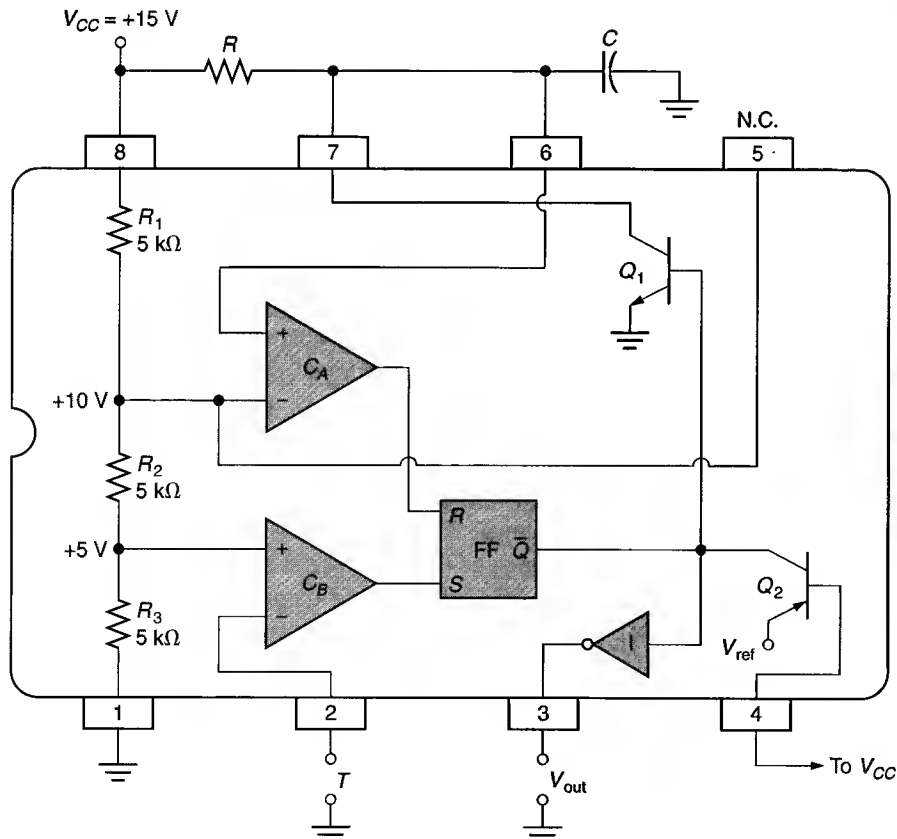 V_CC = +15 V
R
C
N.C.
8
7
6
5
R_1
5 kΩ
Q_1
+
C_A
−
+10 V
R_2
5 kΩ
R
FF Q̄
S
+5 V
+
C_B
−
Q_2
R_3
5 kΩ
I
V_ref
1
2
3
4
T
V_out
To V_CC